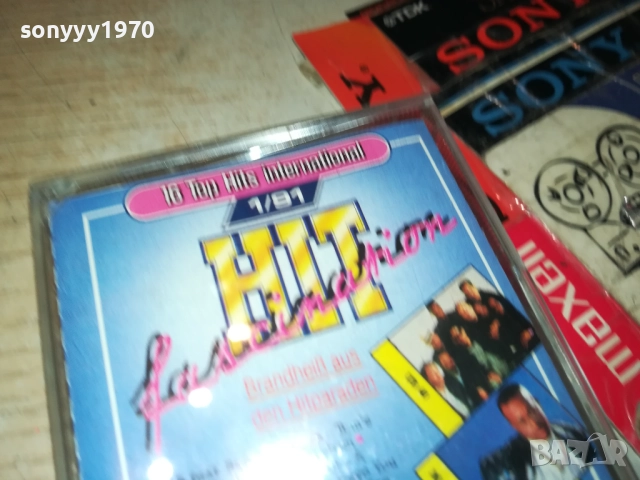 sonyyy1970
TDK
SONY
SONY
16 Top Hits International
1/91
HIT
fascination
Brandheiß aus
den Hitparaden
maxell
BAZAR